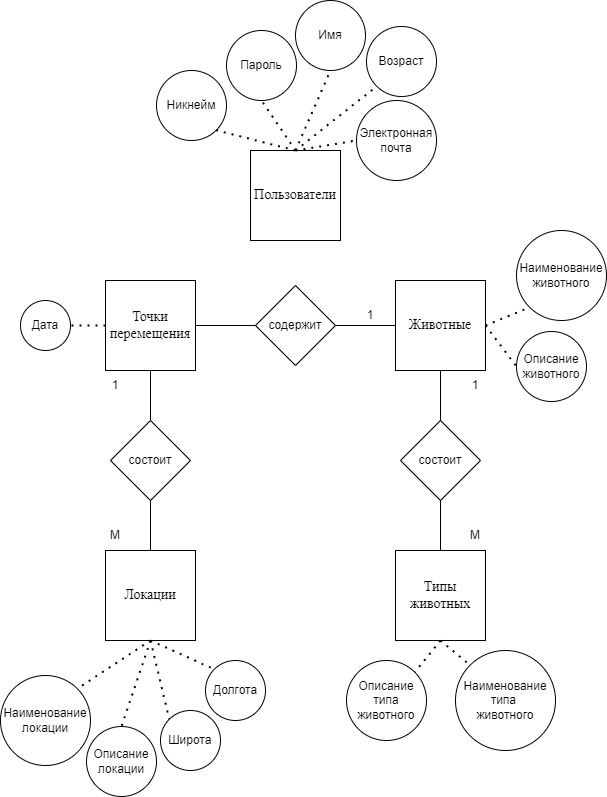 Имя
Пароль
Возраст
Никнейм
Электронная
почта
Пользователи
Наименование
животного
Дата
Точки
перемещения
содержит
1
Животные
Описание
животного
1
1
состоит
состоит
М
М
Локации
Типы
животных
Наименование
локации
Описание
локации
Широта
Долгота
Описание
типа
животного
Наименование
типа
животного